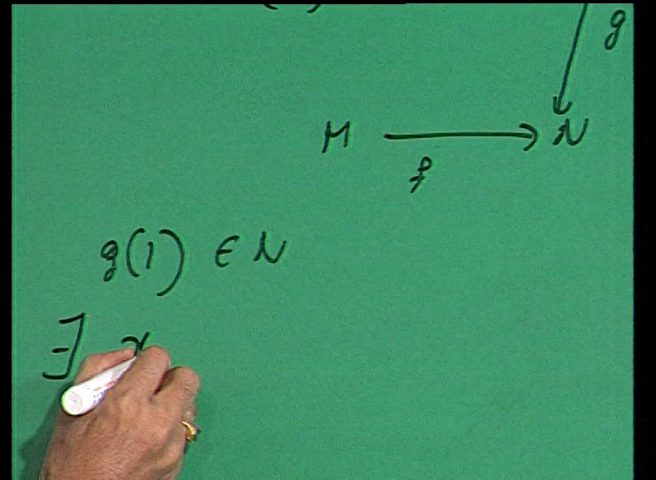 g
M → N
f
g(1) ∈ N
∃ x